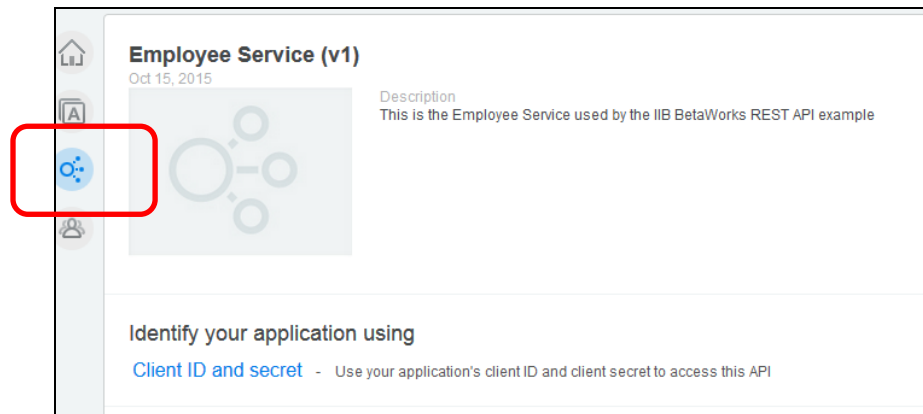 Employee Service (v1)
Oct 15, 2015
Description
This is the Employee Service used by the IIB BetaWorks REST API example
A
Identify your application using
Client ID and secret - Use your application's client ID and client secret to access this API